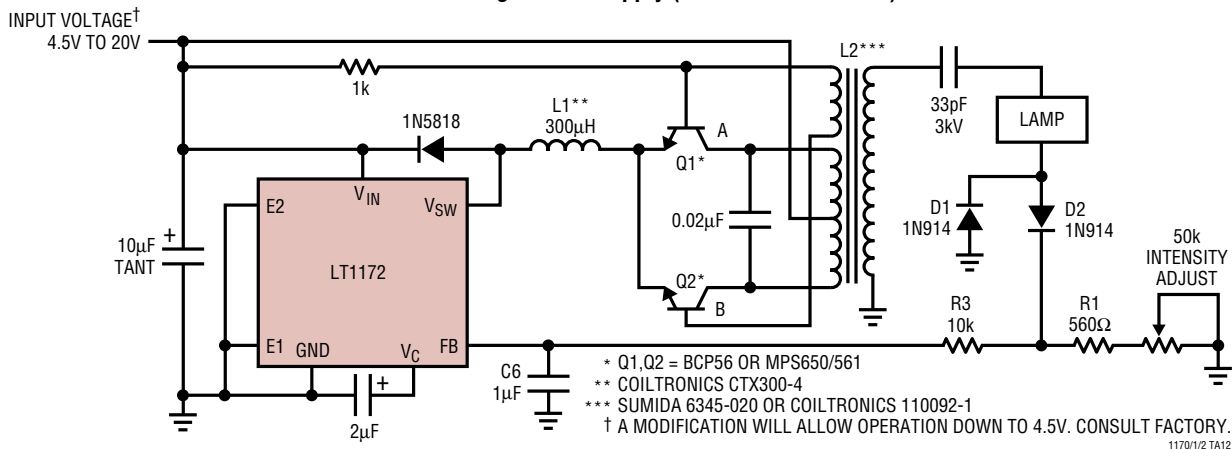 INPUT VOLTAGE†
4.5V TO 20V
1k
1N5818
L1**
300µH
A
Q1*
L2***
33pF
3kV
LAMP
E2
VIN
VSW
10µF
TANT
+
LT1172
0.02µF
Q2*
B
D1
1N914
D2
1N914
50k
INTENSITY
ADJUST
R3
10k
R1
560Ω
E1
GND
VC
FB
+
2µF
C6
1µF
* Q1,Q2 = BCP56 OR MPS650/561
** COILTRONICS CTX300-4
*** SUMIDA 6345-020 OR COILTRONICS 110092-1
† A MODIFICATION WILL ALLOW OPERATION DOWN TO 4.5V. CONSULT FACTORY.
1170/1/2 TA12